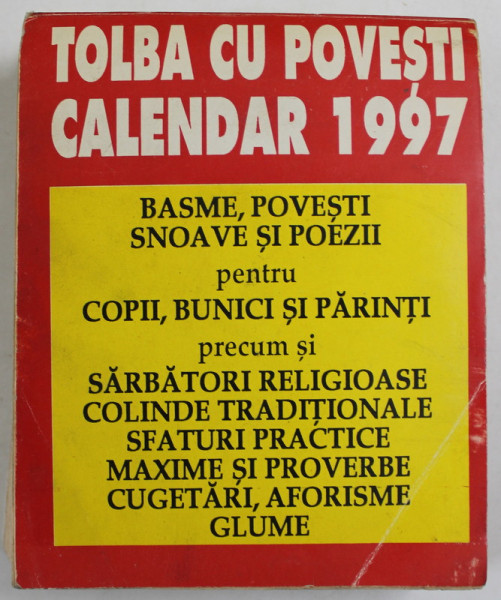 TOLBA CU POVEȘTI
CALENDAR 1997
BASME, POVEȘTI
SNOAVE ȘI POEZII
pentru
COPII, BUNICI ȘI PĂRINȚI
precum și
SĂRBĂTORI RELIGIOASE
COLINDE TRADIȚIONALE
SFATURI PRACTICE
MAXIME ȘI PROVERBE
CUGETĂRI, AFORISME
GLUME